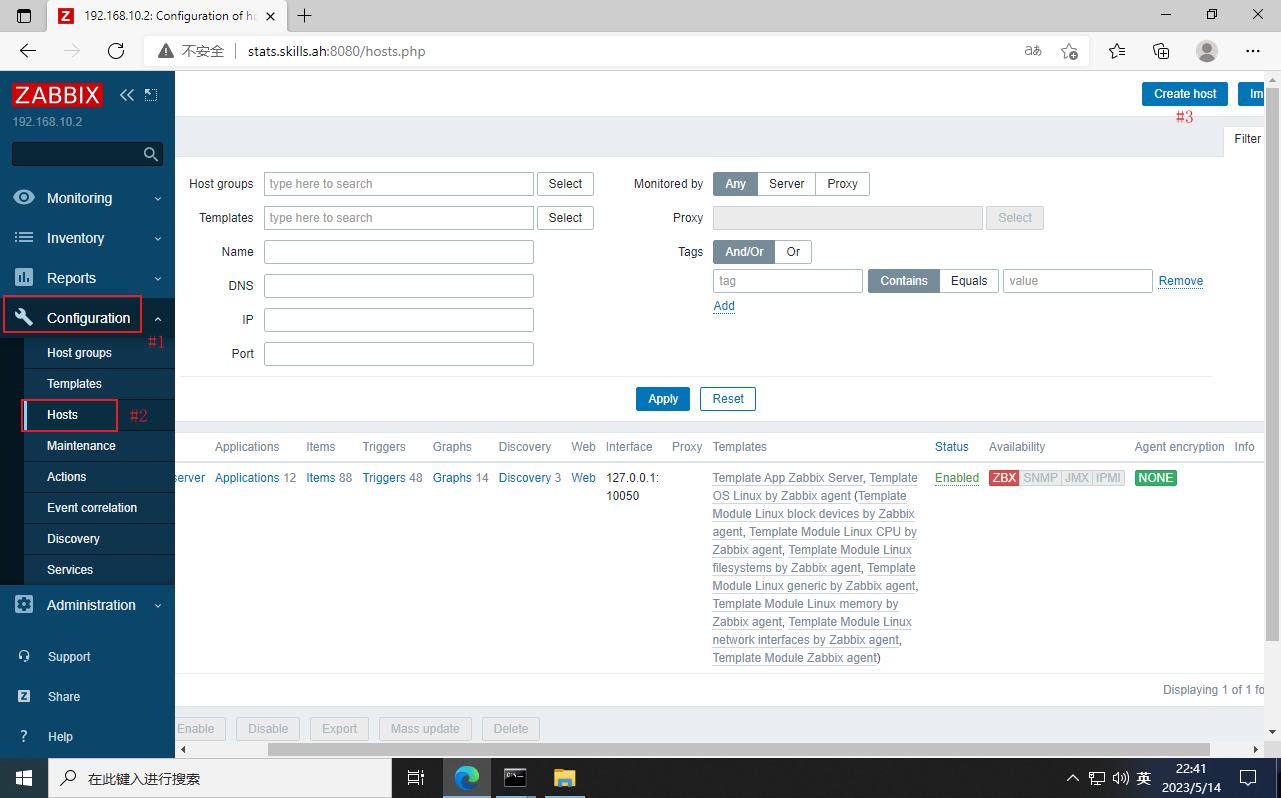 192.168.10.2: Configuration of ho
不安全
stats.skills.ah:8080/hosts.php
aあ
ZABBIX
192.168.10.2
Monitoring
Inventory
Reports
Configuration
#1
Host groups
Templates
Hosts
#2
Maintenance
Actions
Event correlation
Discovery
Services
Administration
Support
Share
Help
Create host
Im
#3
Filter
Host groups type here to search Select
Templates type here to search Select
Name
DNS
IP
Port
Monitored by Any Server Proxy
Proxy Select
Tags And/Or Or
tag Contains Equals value Remove
Add
Apply Reset
Applications Items Triggers Graphs Discovery Web Interface Proxy Templates Status Availability Agent encryption Info
server Applications 12 Items 88 Triggers 48 Graphs 14 Discovery 3 Web 127.0.0.1: Template App Zabbix Server, Template Enabled ZBX SNMP JMX IPMI NONE
10050 OS Linux by Zabbix agent (Template
Module Linux block devices by Zabbix
agent, Template Module Linux CPU by
Zabbix agent, Template Module Linux
filesystems by Zabbix agent, Template
Module Linux generic by Zabbix agent,
Template Module Linux memory by
Zabbix agent, Template Module Linux
network interfaces by Zabbix agent,
Template Module Zabbix agent)
Displaying 1 of 1 fo
Enable Disable Export Mass update Delete
在此键入进行搜索
英
22:41
2023/5/14